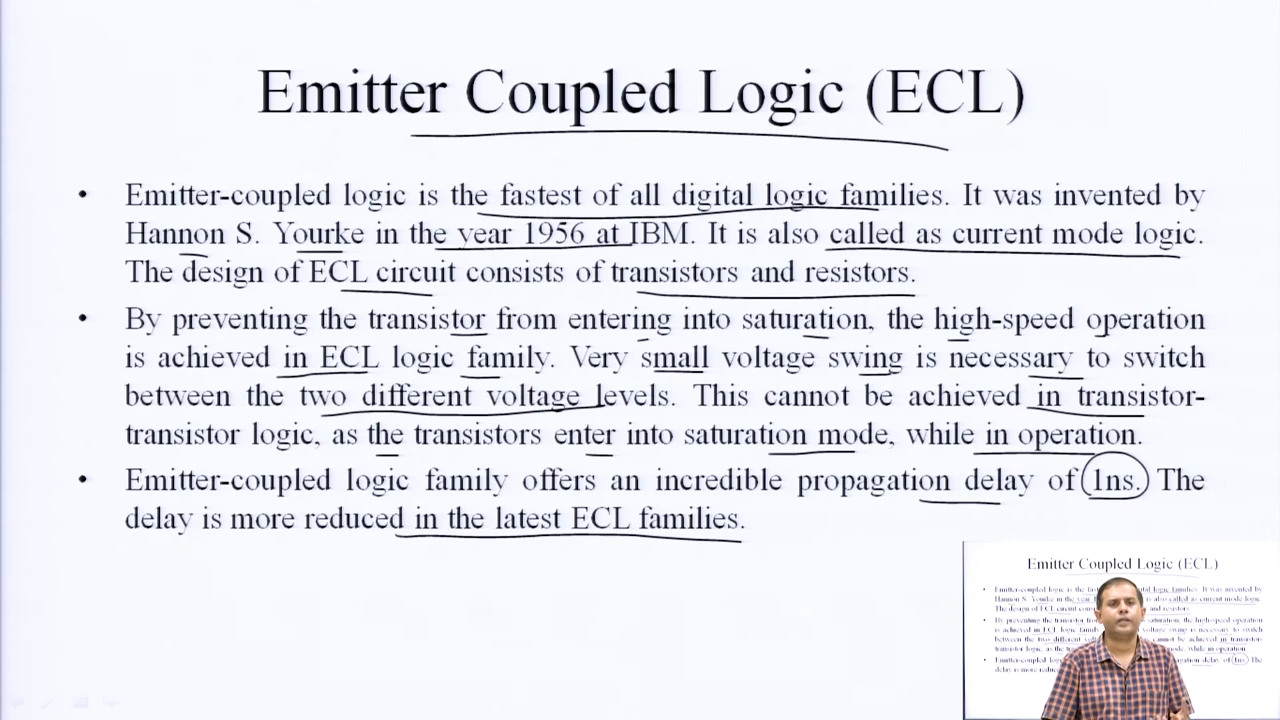 Emitter Coupled Logic (ECL)
• Emitter-coupled logic is the fastest of all digital logic families. It was invented by
Hannon S. Yourke in the year 1956 at IBM. It is also called as current mode logic.
The design of ECL circuit consists of transistors and resistors.
• By preventing the transistor from entering into saturation, the high-speed operation
is achieved in ECL logic family. Very small voltage swing is necessary to switch
between the two different voltage levels. This cannot be achieved in transistor-
transistor logic, as the transistors enter into saturation mode, while in operation.
• Emitter-coupled logic family offers an incredible propagation delay of 1ns. The
delay is more reduced in the latest ECL families.
Emitter Coupled Logic (ECL)